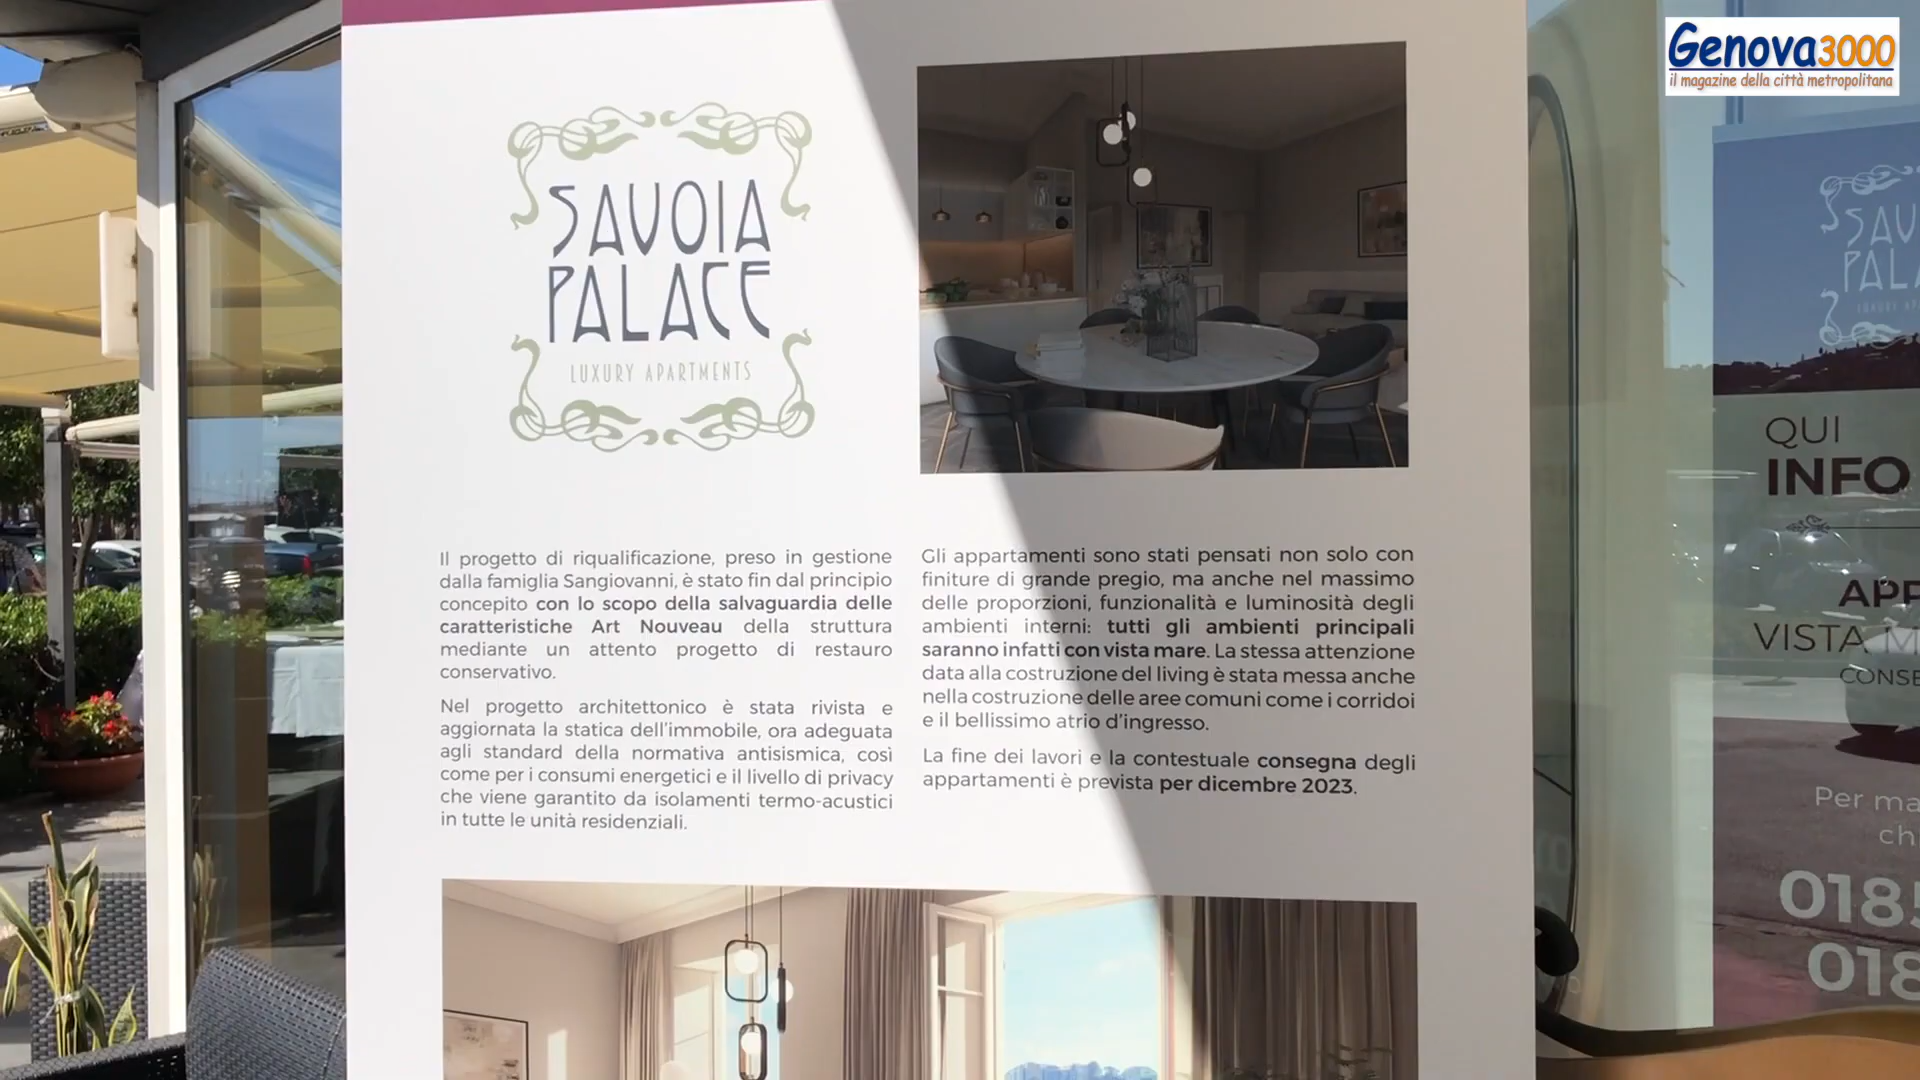 Genova3000
il magazine della città metropolitana
SAVOIA
PALACE
LUXURY APARTMENTS
Il progetto di riqualificazione, preso in gestione
dalla famiglia Sangiovanni, è stato fin dal principio
concepito con lo scopo della salvaguardia delle
caratteristiche Art Nouveau della struttura
mediante un attento progetto di restauro
conservativo.
Nel progetto architettonico è stata rivista e
aggiornata la statica dell'immobile, ora adeguata
agli standard della normativa antisismica, così
come per i consumi energetici e il livello di privacy
che viene garantito da isolamenti termo-acustici
in tutte le unità residenziali.
Gli appartamenti sono stati pensati non solo con
finiture di grande pregio, ma anche nel massimo
delle proporzioni, funzionalità e luminosità degli
ambienti interni: tutti gli ambienti principali
saranno infatti con vista mare. La stessa attenzione
data alla costruzione del living è stata messa anche
nella costruzione delle aree comuni come i corridoi
e il bellissimo atrio d'ingresso.
La fine dei lavori e la contestuale consegna degli
appartamenti è prevista per dicembre 2023.
QUI
INFO
VISTA
Per